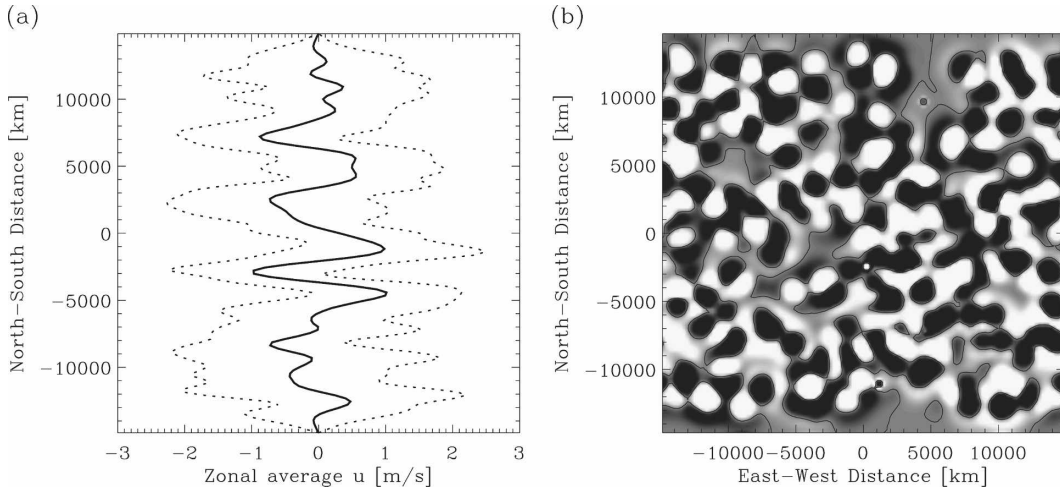 (a)
North-South Distance [km]
10000
5000
0
-5000
-10000
-3 -2 -1 0 1 2 3
Zonal average u [m/s]
(b)
North-South Distance [km]
10000
5000
0
-5000
-10000
-10000 -5000 0 5000 10000
East-West Distance [km]